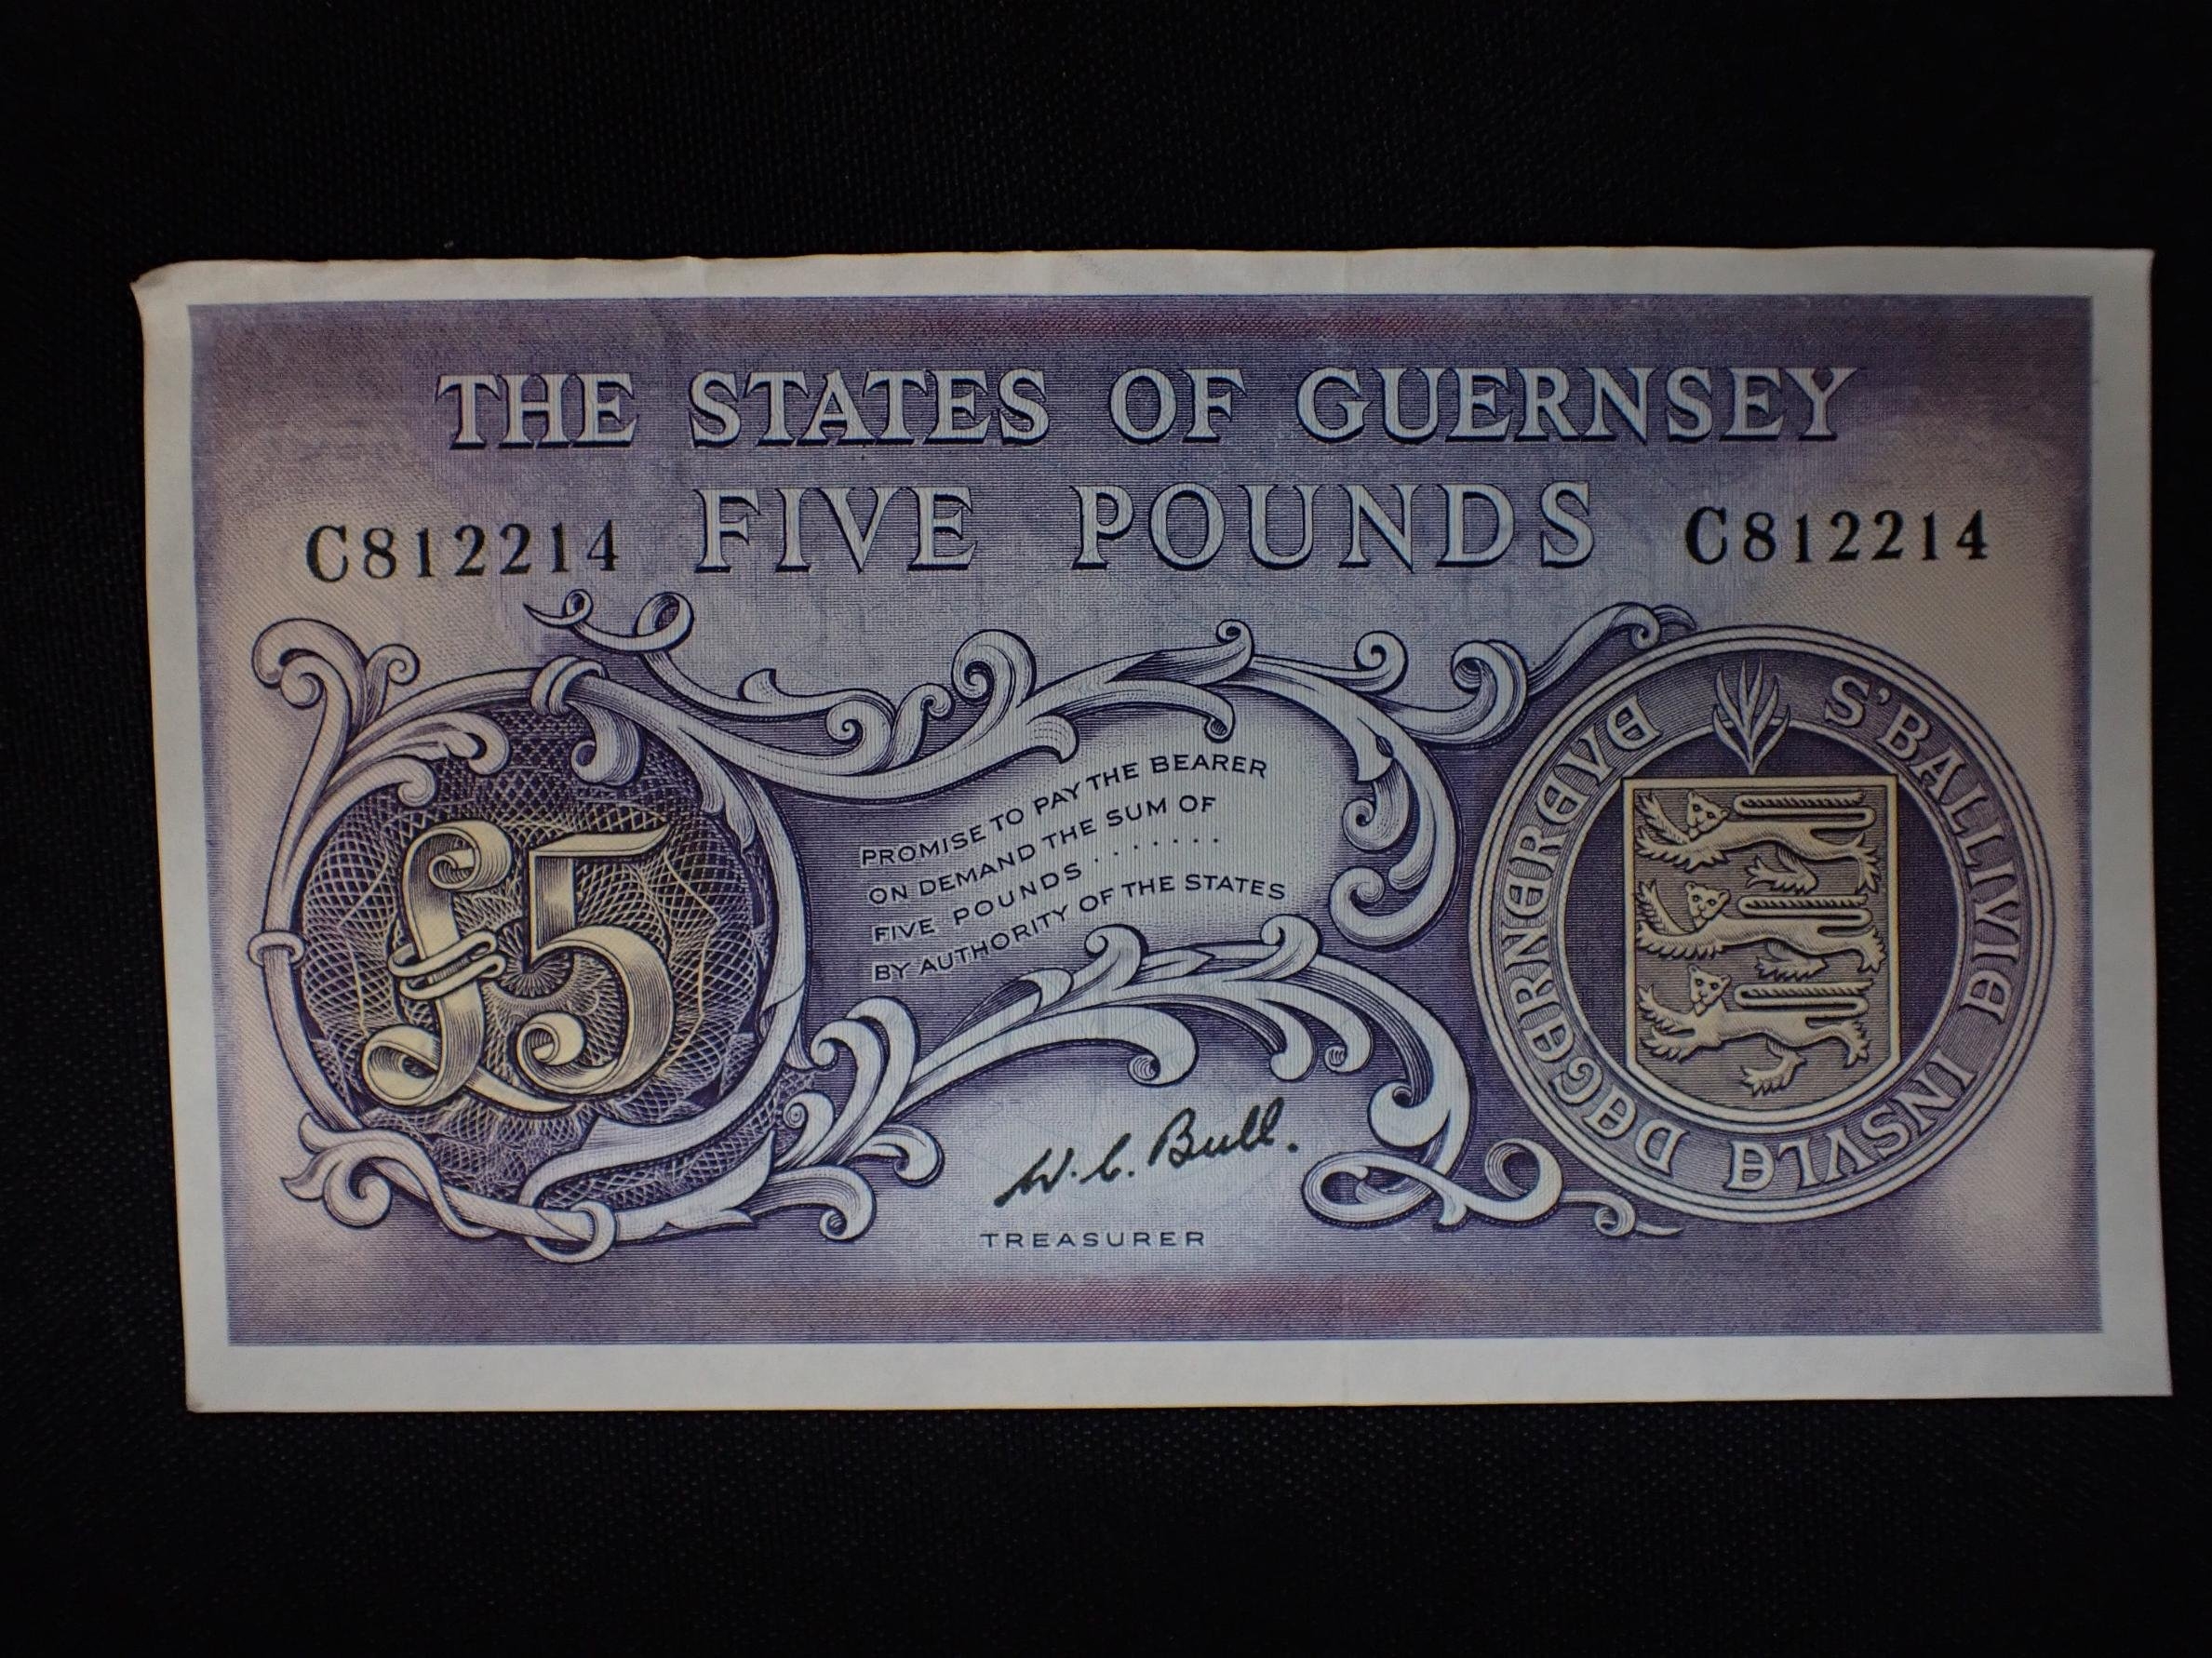 THE STATES OF GUERNSEY
C812214 FIVE POUNDS C812214
£5
PROMISE TO PAY THE BEARER
ON DEMAND THE SUM OF
FIVE POUNDS . . . . . . .
BY AUTHORITY OF THE STATES
S'BALLIVIE INSVLE DEGERNEREYE
W. C. Bull.
TREASURER